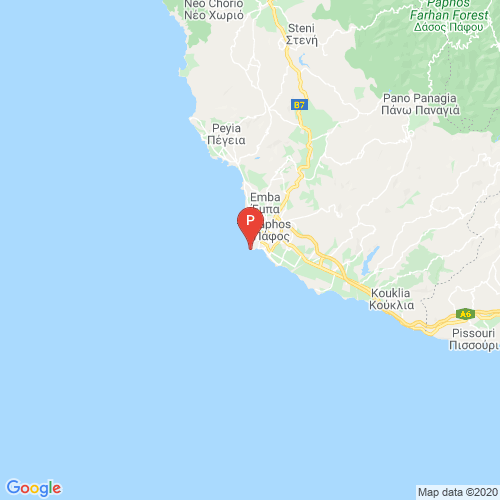 Neo Chorio
Νέο Χωριό
Paphos
Farhan Forest
Δάσος Πάφου
Steni
Στενή
B7
Pano Panagia
Πάνω Παναγιά
Peyia
Πέγεια
Emba
Έμπα
P
Paphos
Πάφος
Kouklia
Κούκλια
A6
Pissouri
Πισσούρι
Google
Map data ©2020